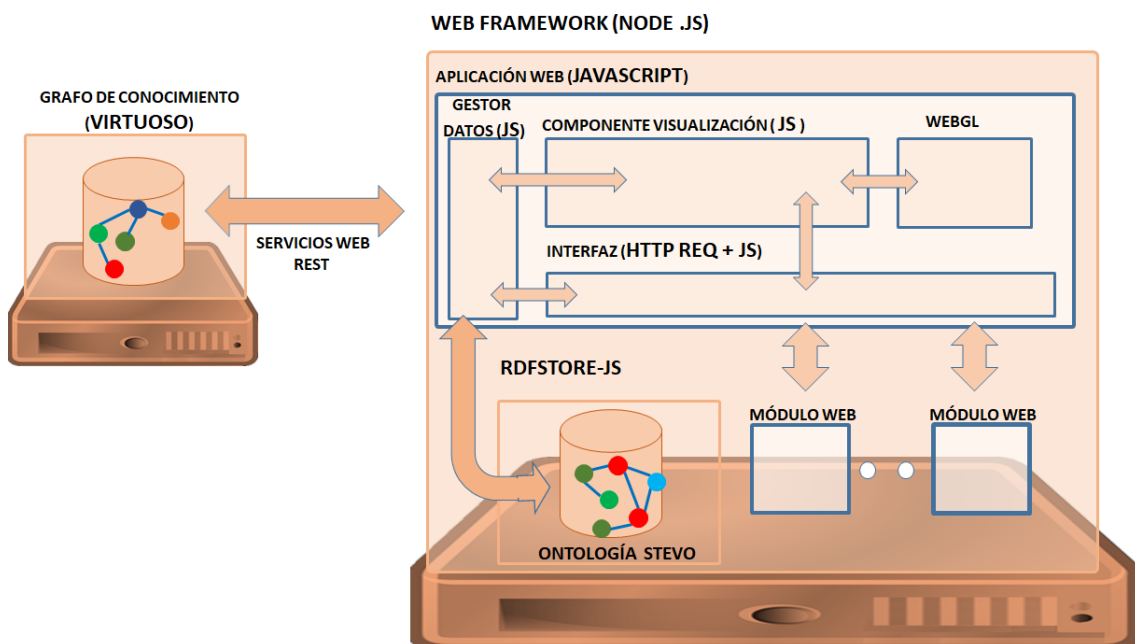 WEB FRAMEWORK (NODE .JS)
GRAFO DE CONOCIMIENTO
(VIRTUOSO)
SERVICIOS WEB
REST
APLICACIÓN WEB (JAVASCRIPT)
GESTOR
DATOS (JS)
COMPONENTE VISUALIZACIÓN ( JS )
WEBGL
INTERFAZ (HTTP REQ + JS)
RDFSTORE-JS
ONTOLOGÍA STEVO
MÓDULO WEB
MÓDULO WEB